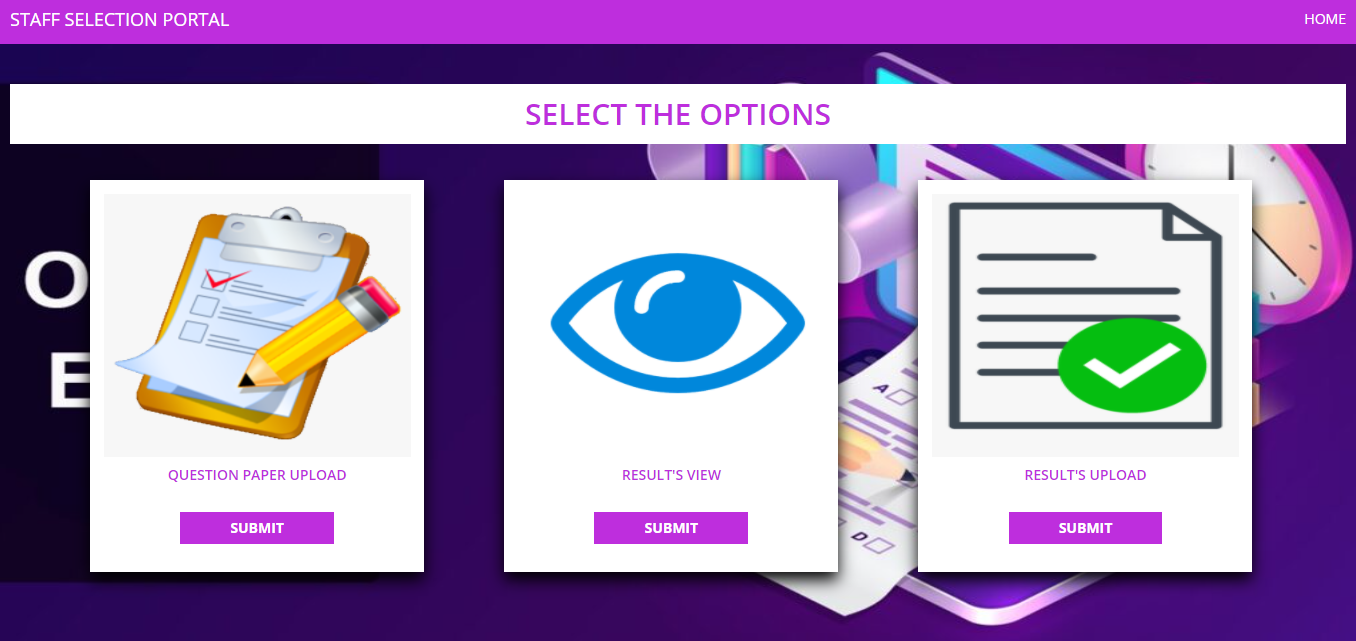 STAFF SELECTION PORTAL
HOME
SELECT THE OPTIONS
O
E
A
D
QUESTION PAPER UPLOAD
RESULT'S VIEW
RESULT'S UPLOAD
SUBMIT
SUBMIT
SUBMIT